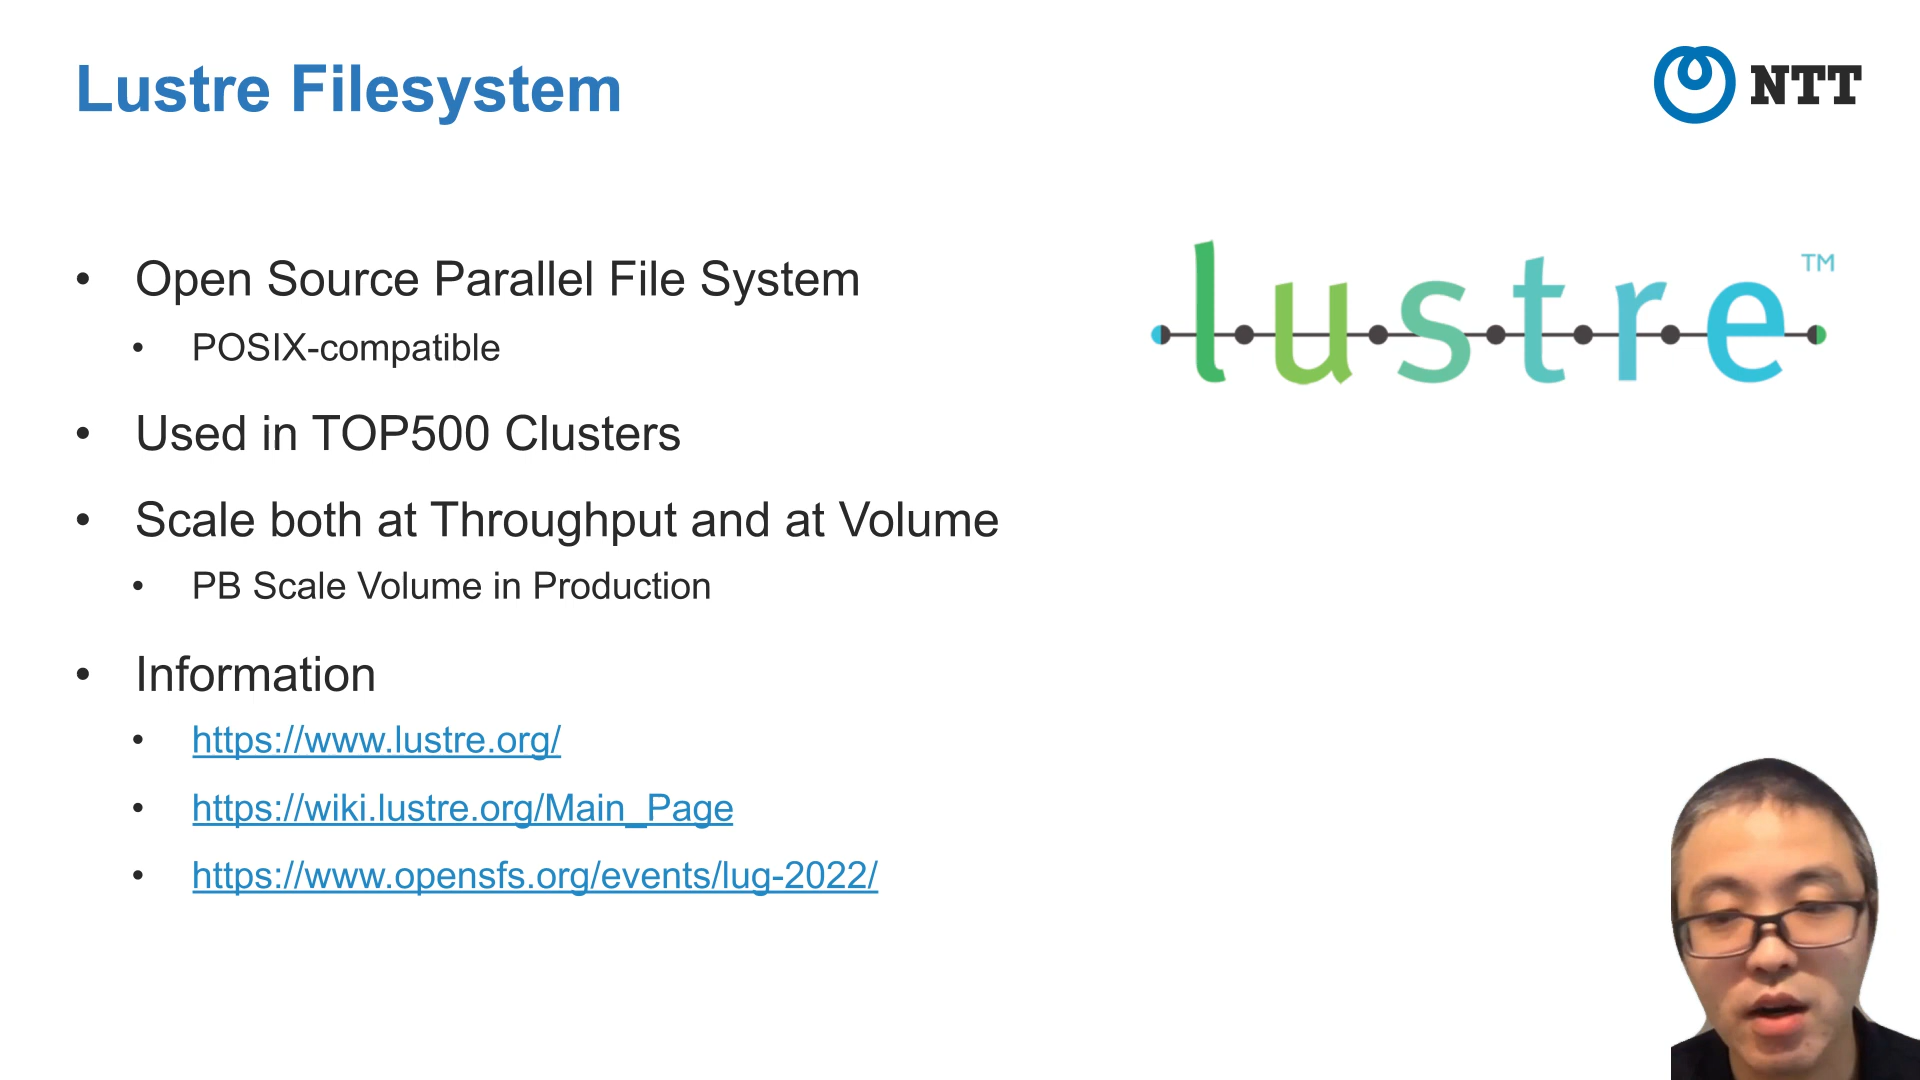 Lustre Filesystem
NTT
• Open Source Parallel File System
• POSIX-compatible
• Used in TOP500 Clusters
• Scale both at Throughput and at Volume
• PB Scale Volume in Production
• Information
• https://www.lustre.org/
• https://wiki.lustre.org/Main_Page
• https://www.opensfs.org/events/lug-2022/
lustre™